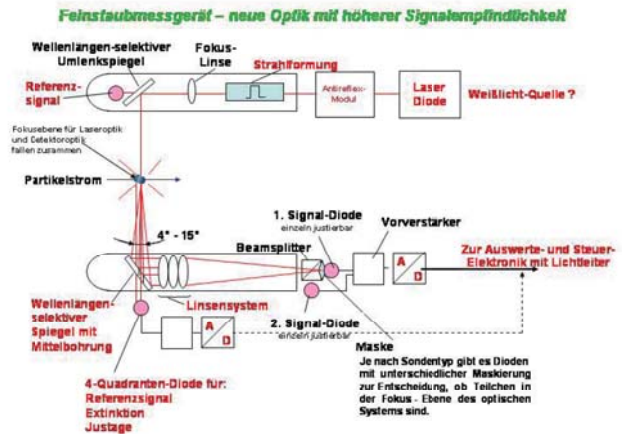 Feinstaubmessgerät – neue Optik mit höherer Signalempfindlichkeit
Wellenlängen-selektiver
Umlenkspiegel
Fokus-
Linse
Strahlformung
Referenz-
signal
Antireflex-
Modul
Laser
Diode
Weißlicht-Quelle ?
Fokusebene für Laseroptik
und Detektoroptik
fallen zusammen
Partikelstrom
4° - 15°
1. Signal-Diode
einzeln justierbar
Vorverstärker
Beamsplitter
Zur Auswerte- und Steuer-
Elektronik mit Lichtleiter
A
D
Wellenlängen-
selektiver
Spiegel mit
Mittelbohrung
Linsensystem
2. Signal-Diode
einzeln justierbar
A
D
Maske
Je nach Sondentyp gibt es Dioden
mit unterschiedlicher Maskierung
zur Entscheidung, ob Teilchen in
der Fokus - Ebene des optischen
Systems sind.
4-Quadranten-Diode für:
Referenzsignal
Extinktion
Justage